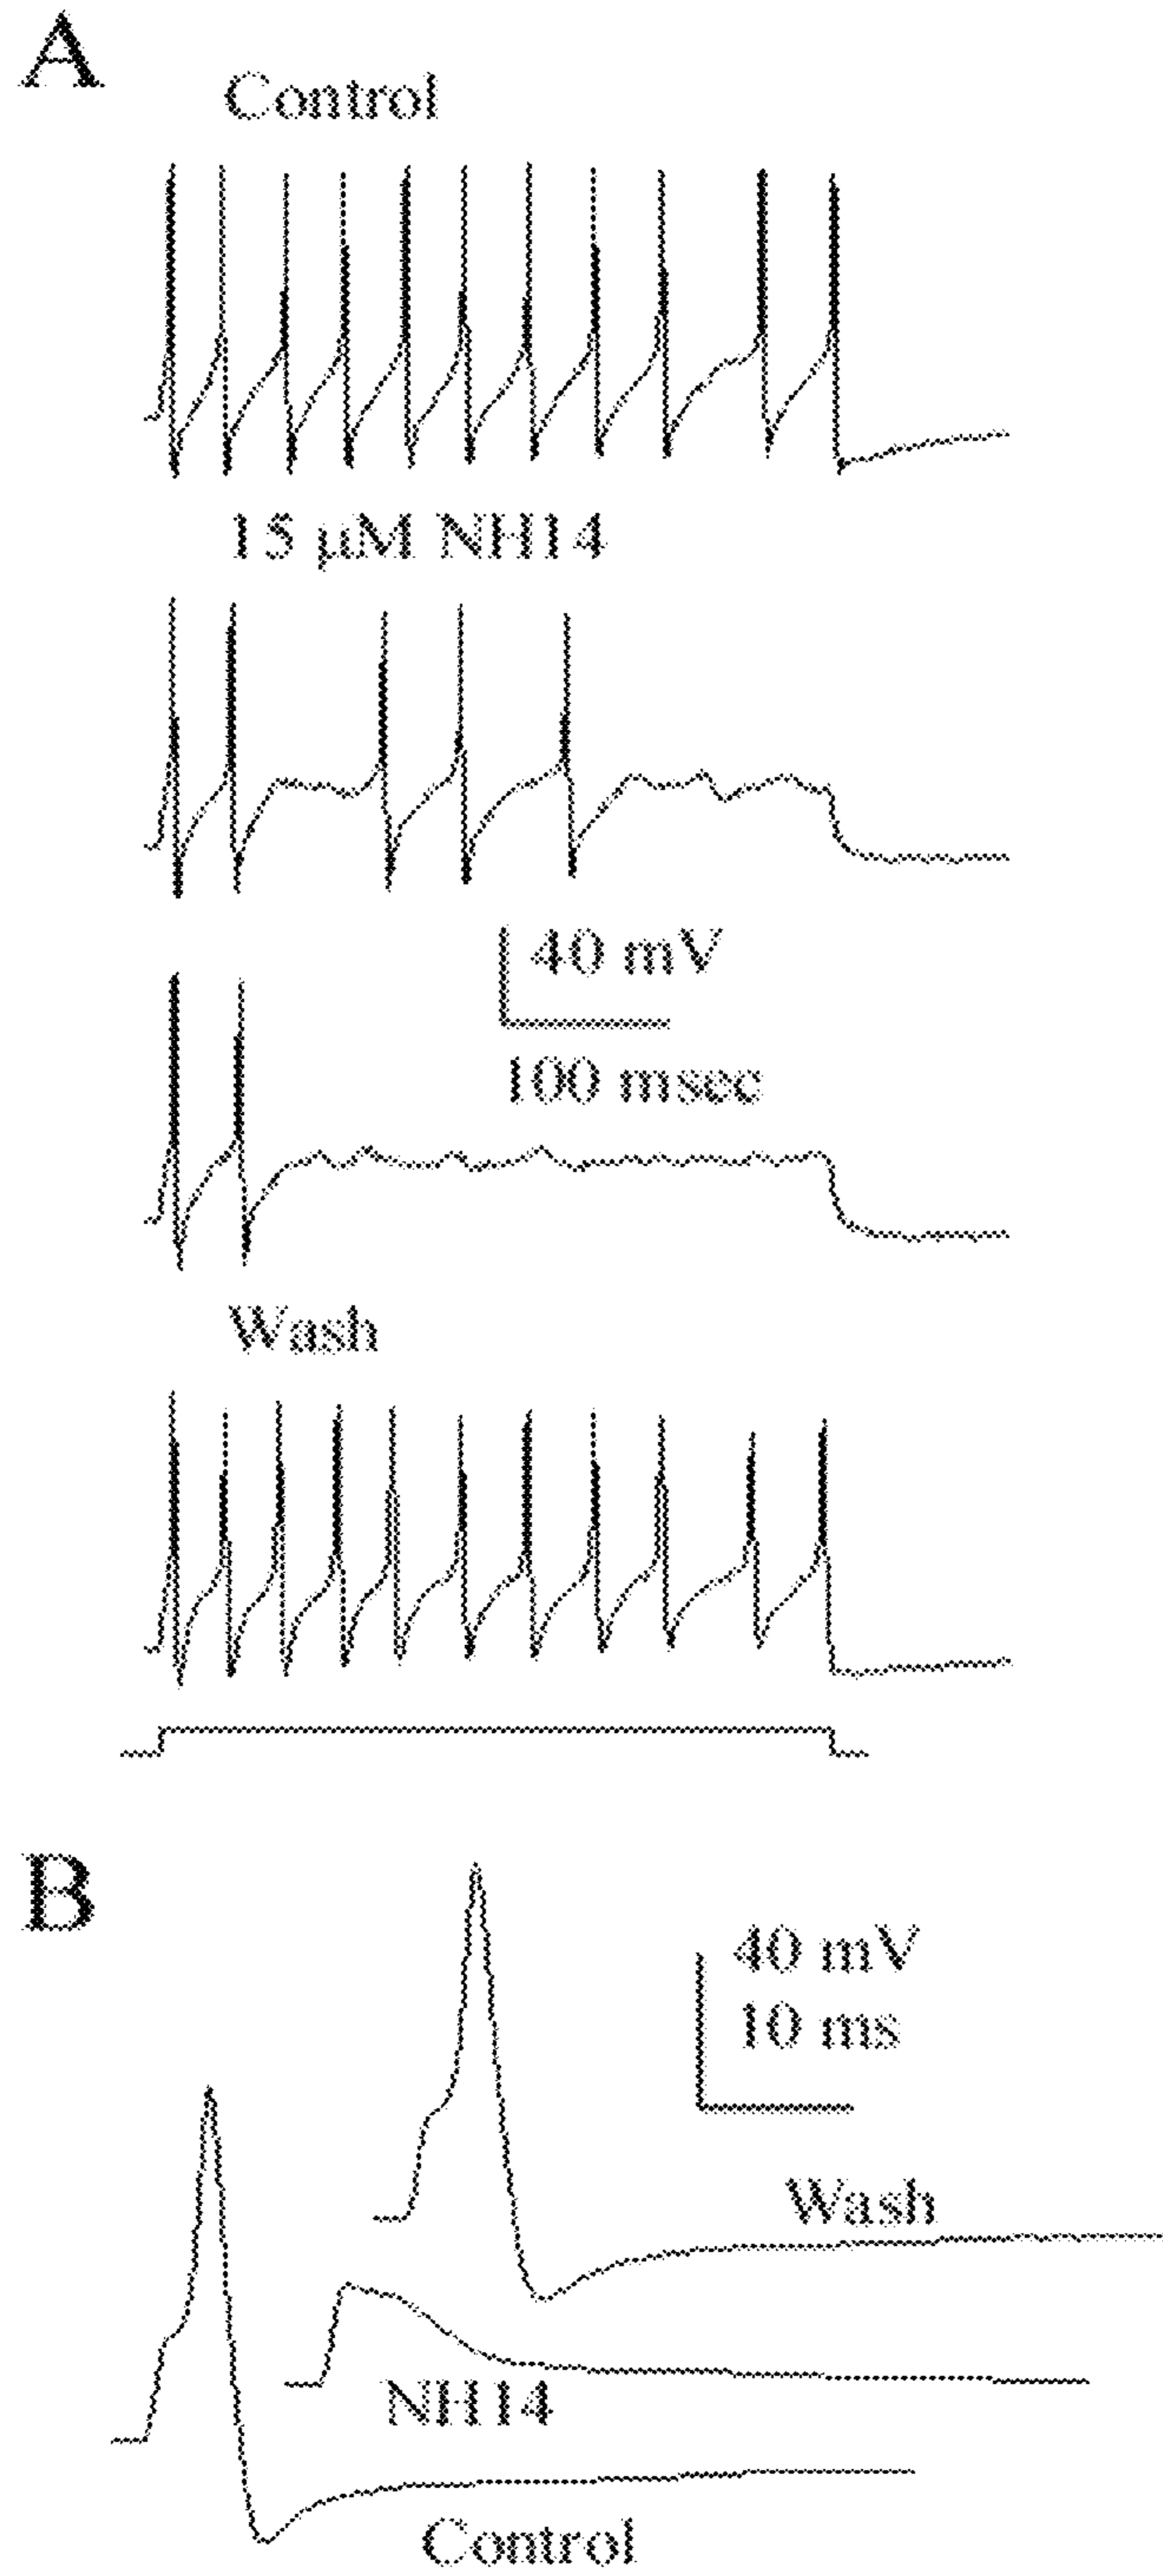 A
Control
15 µM NH14
40 mV
100 msec
Wash
B
40 mV
10 ms
Wash
NH14
Control